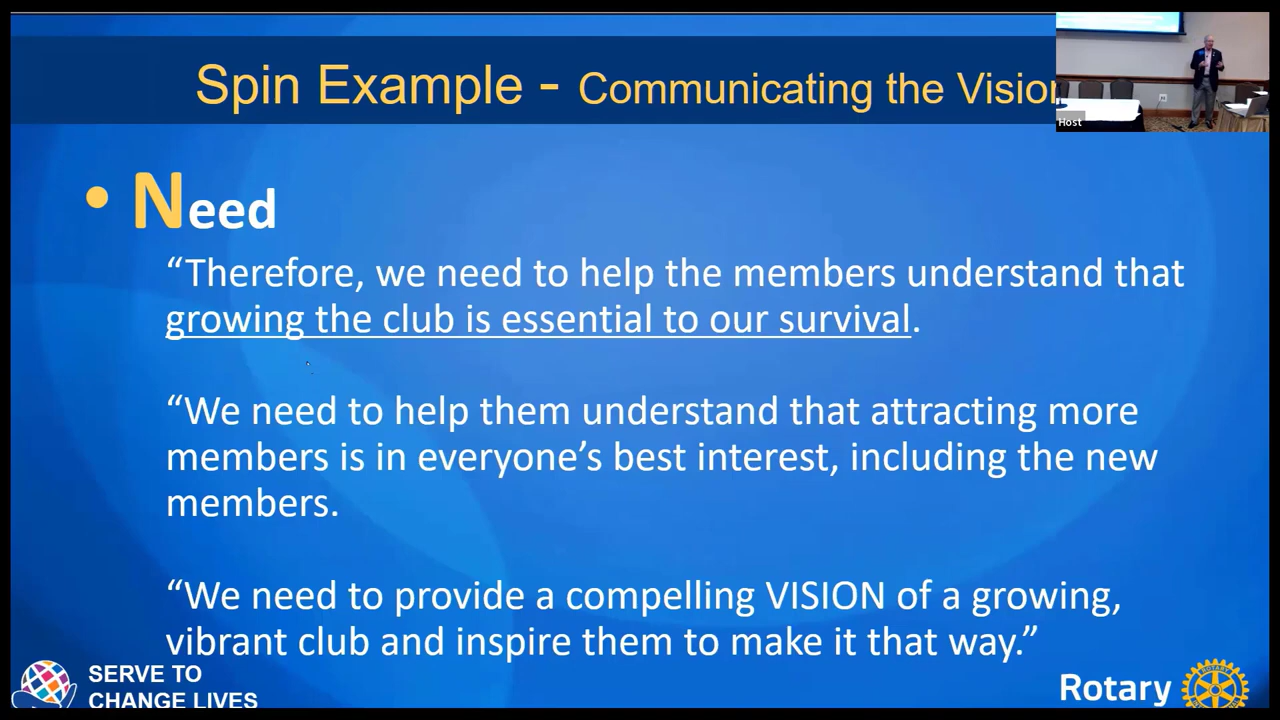 Spin Example - Communicating the Vision
Host
• Need
“Therefore, we need to help the members understand that
growing the club is essential to our survival.
“We need to help them understand that attracting more
members is in everyone’s best interest, including the new
members.
“We need to provide a compelling VISION of a growing,
vibrant club and inspire them to make it that way.”
SERVE TO
CHANGE LIVES
Rotary